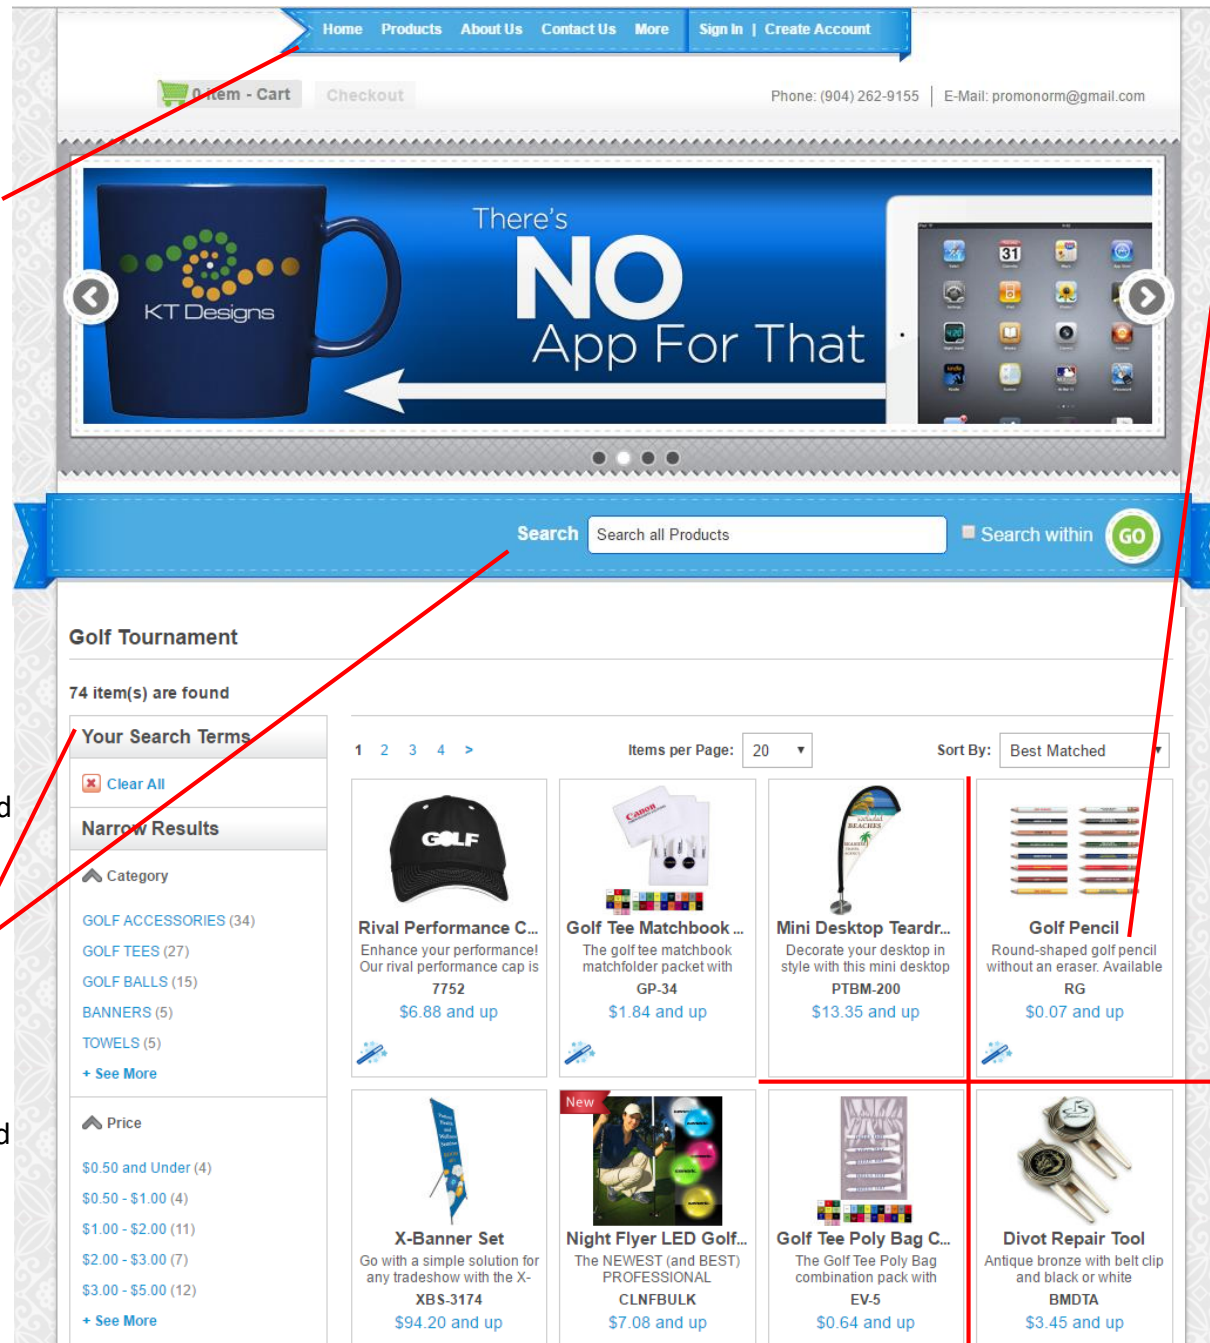 Home Products About Us Contact Us More Sign In | Create Account
0 item - Cart Checkout
Phone: (904) 262-9155 | E-Mail: promonorm@gmail.com
KT Designs
There's
NO
App For That
31
Search Search all Products Search within GO
Golf Tournament
74 item(s) are found
Your Search Terms
Clear All
Narrow Results
Category
GOLF ACCESSORIES (34)
GOLF TEES (27)
GOLF BALLS (15)
BANNERS (5)
TOWELS (5)
+ See More
Price
$0.50 and Under (4)
$0.50 - $1.00 (4)
$1.00 - $2.00 (11)
$2.00 - $3.00 (7)
$3.00 - $5.00 (12)
+ See More
1 2 3 4 >
Items per Page: 20
Sort By: Best Matched
GOLF
Rival Performance C...
Enhance your performance!
Our rival performance cap is
7752
$6.88 and up
Canon
Golf Tee Matchbook ...
The golf tee matchbook
matchfolder packet with
GP-34
$1.84 and up
BEACHES
Mini Desktop Teardr...
Decorate your desktop in
style with this mini desktop
PTBM-200
$13.35 and up
Golf Pencil
Round-shaped golf pencil
without an eraser. Available
RG
$0.07 and up
X-Banner Set
Go with a simple solution for
any tradeshow with the X-
XBS-3174
$94.20 and up
New
Night Flyer LED Golf...
The NEWEST (and BEST)
PROFESSIONAL
CLNFBULK
$7.08 and up
Golf Tee Poly Bag C...
The Golf Tee Poly Bag
combination pack with
EV-5
$0.64 and up
Divot Repair Tool
Antique bronze with belt clip
and black or white
BMDTA
$3.45 and up
d
d